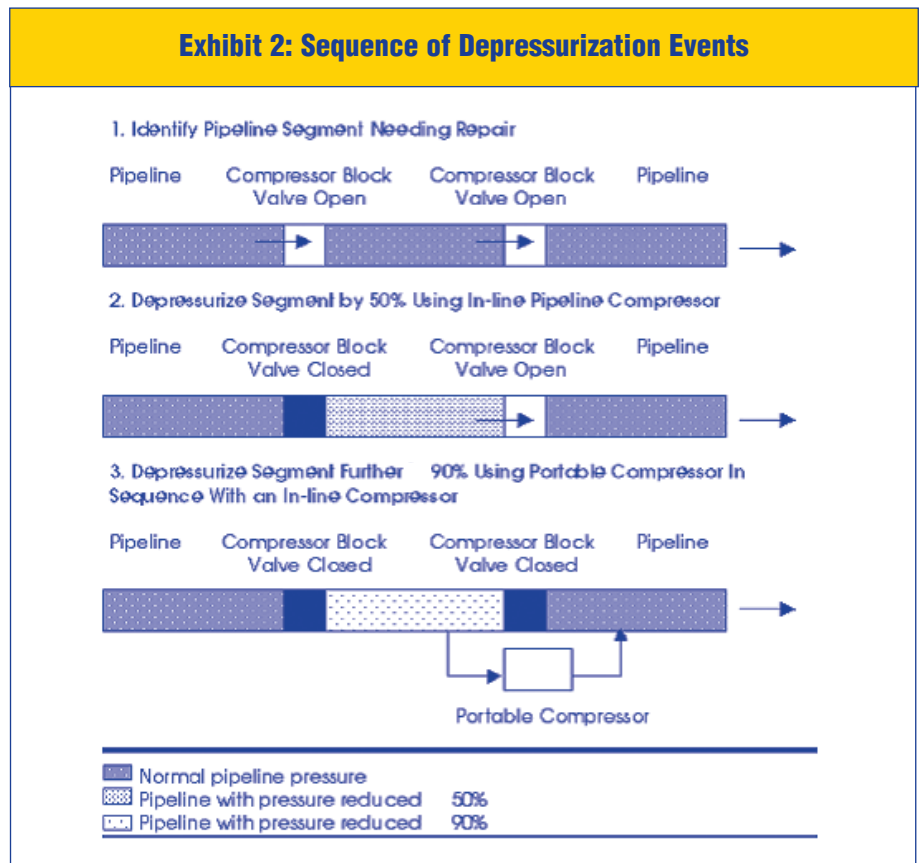 Exhibit 2: Sequence of Depressurization Events
1. Identify Pipeline Segment Needing Repair
Pipeline Compressor Block Compressor Block Pipeline
Valve Open Valve Open
2. Depressurize Segment by 50% Using In-line Pipeline Compressor
Pipeline Compressor Block Compressor Block Pipeline
Valve Closed Valve Open
3. Depressurize Segment Further 90% Using Portable Compressor In
Sequence With an In-line Compressor
Pipeline Compressor Block Compressor Block Pipeline
Valve Closed Valve Closed
Portable Compressor
Normal pipeline pressure
Pipeline with pressure reduced 50%
Pipeline with pressure reduced 90%